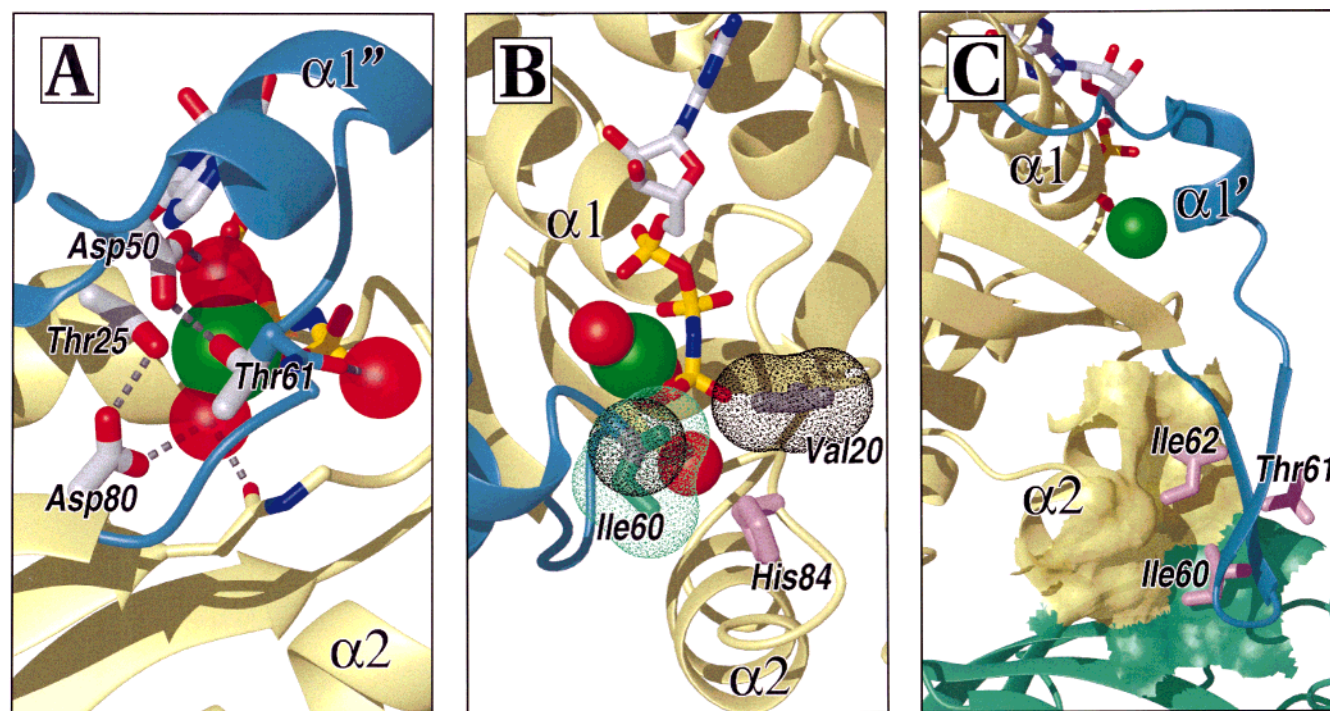 A
α1”
Asp50
Thr25
Thr61
Asp80
α2
B
α1
Val20
Ile60
His84
α2
C
α1
α1’
Ile62
Thr61
α2
Ile60